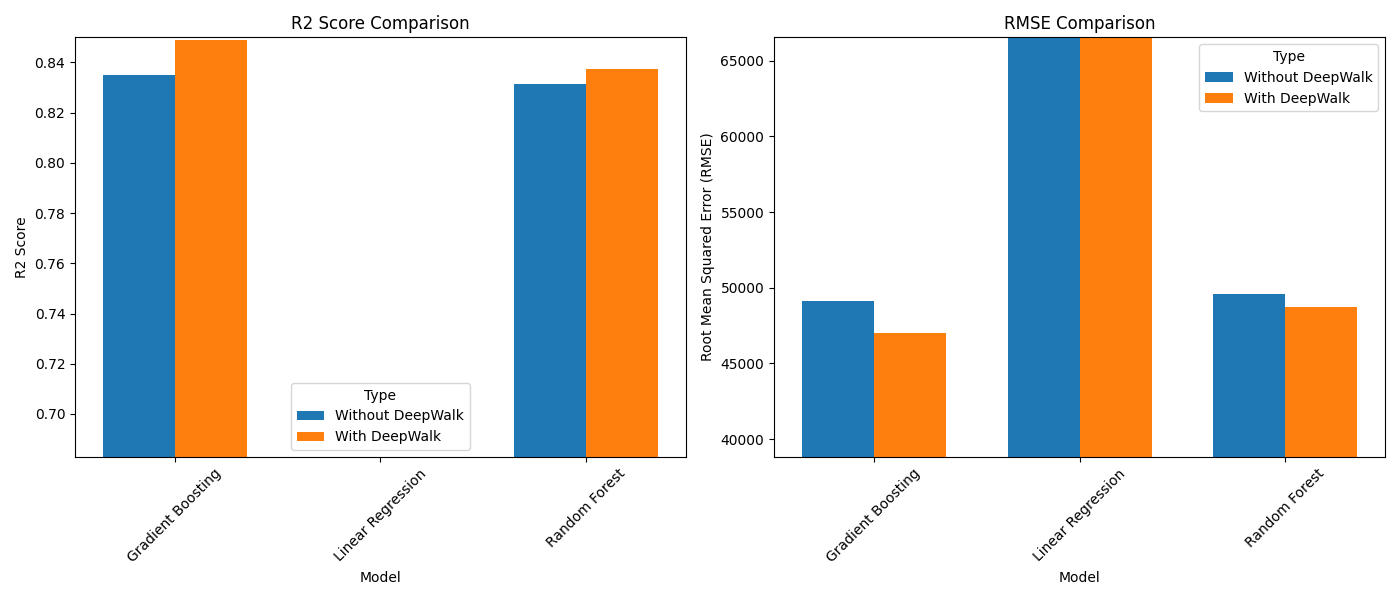 R2 Score Comparison
R2 Score
0.84
0.82
0.80
0.78
0.76
0.74
0.72
0.70
Type
Without DeepWalk
With DeepWalk
Gradient Boosting
Linear Regression
Random Forest
Model
RMSE Comparison
Root Mean Squared Error (RMSE)
65000
60000
55000
50000
45000
40000
Type
Without DeepWalk
With DeepWalk
Gradient Boosting
Linear Regression
Random Forest
Model